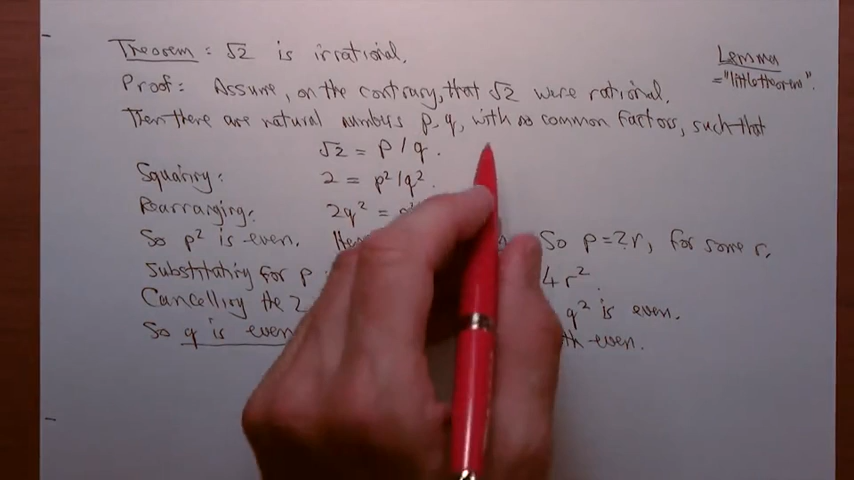 Theorem: √2 is irrational.
Lemma
= "little theorem".
Proof: Assume, on the contrary, that √2 were rational.
Then there are natural numbers p, q, with no common factors, such that
√2 = p / q.
Squaring: 2 = p²/q².
Rearranging: 2q² =
So p² is even. So p = 2r, for some r.
Substituting for p 4r².
Cancelling the 2 q² is even.
So q is even even.